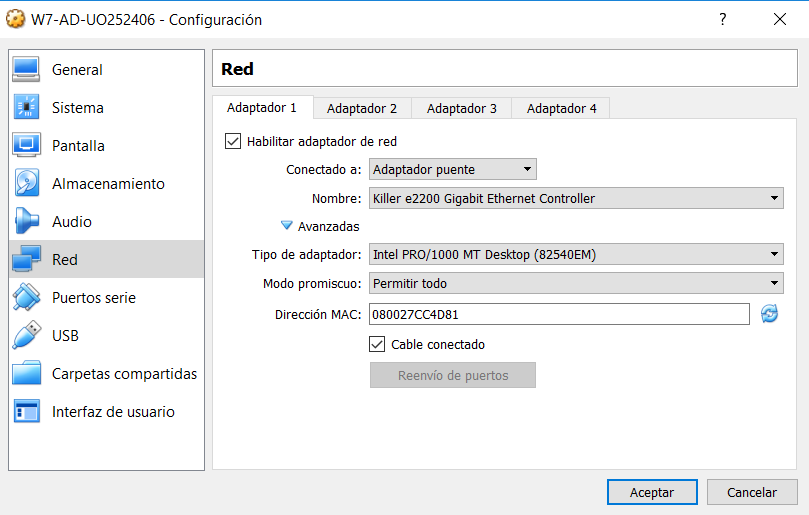 W7-AD-UO252406 - Configuración
?
General
Sistema
Pantalla
Almacenamiento
Audio
Red
Puertos serie
USB
Carpetas compartidas
Interfaz de usuario
Red
Adaptador 1 Adaptador 2 Adaptador 3 Adaptador 4
Habilitar adaptador de red
Conectado a: Adaptador puente
Nombre: Killer e2200 Gigabit Ethernet Controller
Avanzadas
Tipo de adaptador: Intel PRO/1000 MT Desktop (82540EM)
Modo promiscuo: Permitir todo
Dirección MAC: 080027CC4D81
Cable conectado
Reenvío de puertos
Aceptar Cancelar